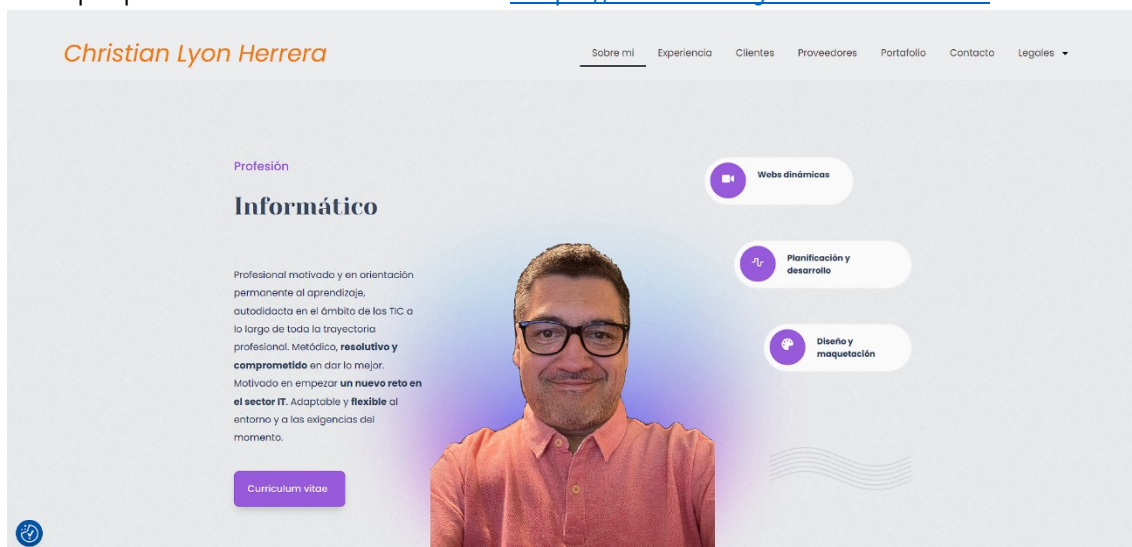 Christian Lyon Herrera
Sobre mi Experiencia Clientes Proveedores Portafolio Contacto Legales
Profesión
Informático
Profesional motivado y en orientación
permanente al aprendizaje,
autodidacta en el ámbito de las TIC a
lo largo de toda la trayectoria
profesional. Metódico, resolutivo y
comprometido en dar lo mejor.
Motivado en empezar un nuevo reto en
el sector IT. Adaptable y flexible al
entorno y a las exigencias del
momento.
Curriculum vitae
Webs dinámicas
Planificación y
desarrollo
Diseño y
maquetación